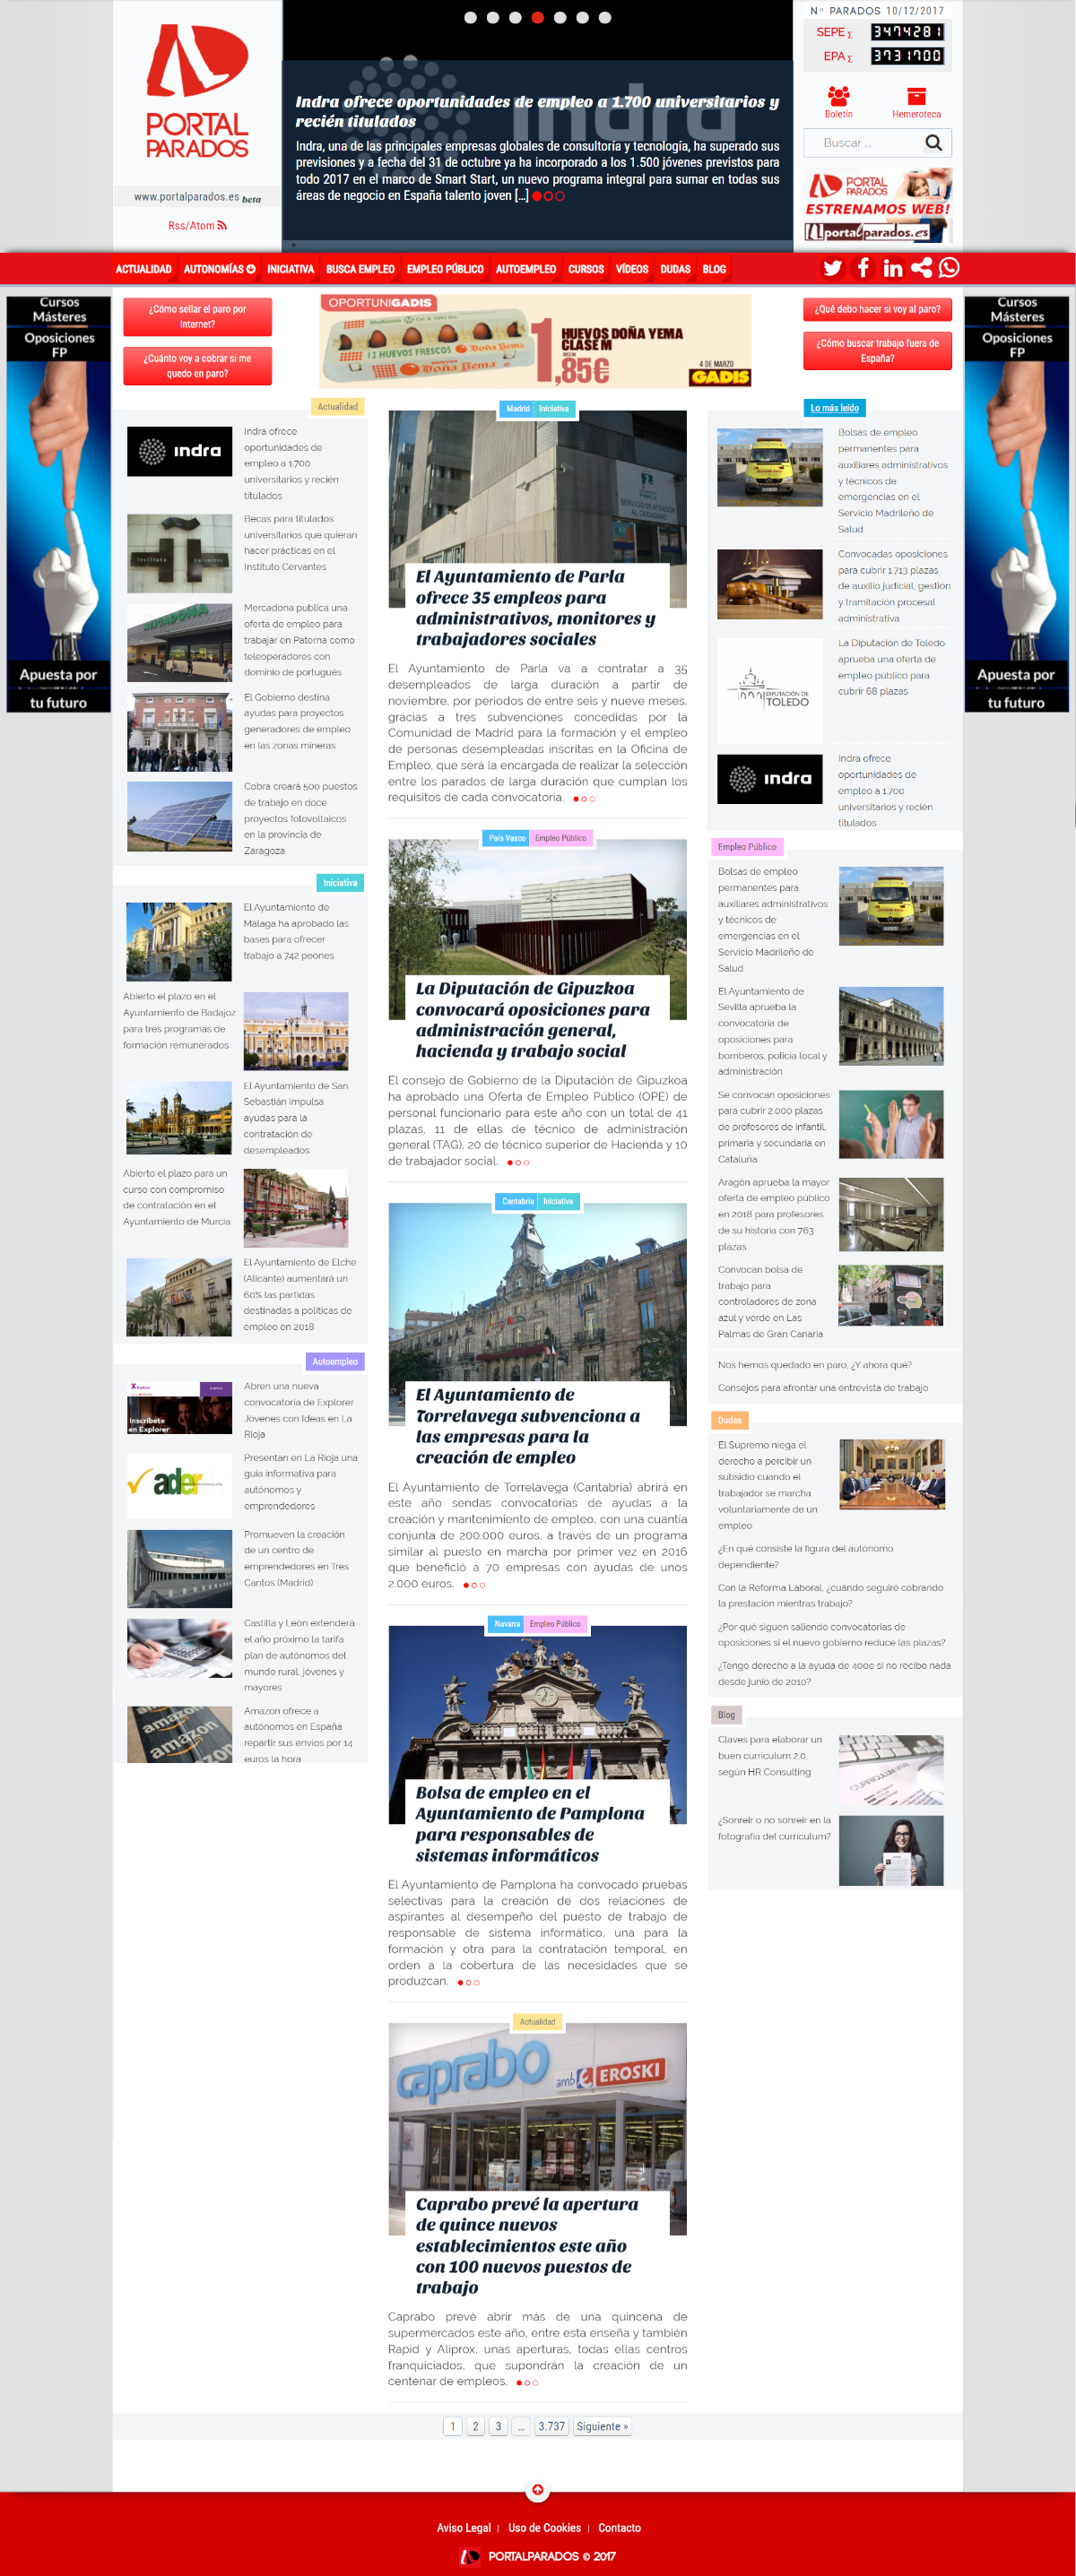 PORTAL
PARADOS
www.portalparados.es beta
Rss/Atom
indra
Indra ofrece oportunidades de empleo a 1.700 universitarios y
recién titulados
Indra, una de las principales empresas globales de consultoría y tecnología, ha superado sus
previsiones y a fecha del 31 de octubre ya ha incorporado a los 1.500 jóvenes previstos para
todo 2017 en el marco de Smart Start, un nuevo programa integral para sumar en todas sus
áreas de negocio en España talento joven [...]
Nº PARADOS 10/12/2017
SEPE Σ 3474281
EPA Σ 3731700
Boletín
Hemeroteca
Buscar ...
PORTAL
PARADOS
ESTRENAMOS WEB!
portalparados.es
ACTUALIDAD AUTONOMÍAS INICIATIVA BUSCA EMPLEO EMPLEO PÚBLICO AUTOEMPLEO CURSOS VÍDEOS DUDAS BLOG
Cursos
Másteres
Oposiciones
FP
Apuesta por
tu futuro
¿Cómo sellar el paro por
Internet?
¿Cuánto voy a cobrar si me
quedo en paro?
OPORTUNIGADIS
12 HUEVOS FRESCOS
Doña Yema
HUEVOS DOÑA YEMA
CLASE M
1,85€
4 DE MARZO
GADIS
¿Qué debo hacer si voy al paro?
¿Cómo buscar trabajo fuera de
España?
Cursos
Másteres
Oposiciones
FP
Apuesta por
tu futuro
Actualidad
indra
Indra ofrece
oportunidades de
empleo a 1.700
universitarios y recién
titulados
Instituto Cervantes
Becas para titulados
universitarios que quieran
hacer prácticas en el
Instituto Cervantes
MERCADONA
Mercadona publica una
oferta de empleo para
trabajar en Paterna como
teleoperadores con
dominio de portugués
El Gobierno destina
ayudas para proyectos
generadores de empleo
en las zonas mineras
Cobra creará 500 puestos
de trabajo en doce
proyectos fotovoltaicos
en la provincia de
Zaragoza
Iniciativa
El Ayuntamiento de
Málaga ha aprobado las
bases para ofrecer
trabajo a 742 peones
Abierto el plazo en el
Ayuntamiento de Badajoz
para tres programas de
formación remunerados
El Ayuntamiento de San
Sebastián impulsa
ayudas para la
contratación de
desempleados
Abierto el plazo para un
curso con compromiso
de contratación en el
Ayuntamiento de Murcia
El Ayuntamiento de Elche
(Alicante) aumentará un
60% las partidas
destinadas a políticas de
empleo en 2018
Autoempleo
Inscríbete
en Explorer
Abren una nueva
convocatoria de Explorer
Jóvenes con Ideas en La
Rioja
ader
Presentan en La Rioja una
guía informativa para
autónomos y
emprendedores
Promueven la creación
de un centro de
emprendedores en Tres
Cantos (Madrid)
Castilla y León extenderá
el año próximo la tarifa
plan de autónomos del
mundo rural, jóvenes y
mayores
amazon
amazon
Amazon ofrece a
autónomos en España
repartir sus envíos por 14
euros la hora
Madrid Iniciativa
PARLA
SERVICIO DE ATENCIÓN
AL CIUDADANO
El Ayuntamiento de Parla
ofrece 35 empleos para
administrativos, monitores y
trabajadores sociales
El Ayuntamiento de Parla va a contratar a 35
desempleados de larga duración a partir de
noviembre, por periodos de entre seis y nueve meses,
gracias a tres subvenciones concedidas por la
Comunidad de Madrid para la formación y el empleo
de personas desempleadas inscritas en la Oficina de
Empleo, que será la encargada de realizar la selección
entre los parados de larga duración que cumplan los
requisitos de cada convocatoria.
País Vasco Empleo Público
La Diputación de Gipuzkoa
convocará oposiciones para
administración general,
hacienda y trabajo social
El consejo de Gobierno de la Diputación de Gipuzkoa
ha aprobado una Oferta de Empleo Público (OPE) de
personal funcionario para este año con un total de 41
plazas, 11 de ellas de técnico de administración
general (TAG), 20 de técnico superior de Hacienda y 10
de trabajador social.
Cantabria Iniciativa
El Ayuntamiento de
Torrelavega subvenciona a
las empresas para la
creación de empleo
El Ayuntamiento de Torrelavega (Cantabria) abrirá en
este año sendas convocatorias de ayudas a la
creación y mantenimiento de empleo, con una cuantía
conjunta de 200.000 euros, a través de un programa
similar al puesto en marcha por primer vez en 2016
que benefició a 70 empresas con ayudas de unos
2.000 euros.
Navarra Empleo Público
Bolsa de empleo en el
Ayuntamiento de Pamplona
para responsables de
sistemas informáticos
El Ayuntamiento de Pamplona ha convocado pruebas
selectivas para la creación de dos relaciones de
aspirantes al desempeño del puesto de trabajo de
responsable de sistema informático, una para la
formación y otra para la contratación temporal, en
orden a la cobertura de las necesidades que se
produzcan.
Actualidad
caprabo
amb EROSKI
Caprabo prevé la apertura
de quince nuevos
establecimientos este año
con 100 nuevos puestos de
trabajo
Caprabo prevé abrir más de una quincena de
supermercados este año, entre esta enseña y también
Rapid y Aliprox, unas aperturas, todas ellas centros
franquiciados, que supondrán la creación de un
centenar de empleos.
Lo más leído
Bolsas de empleo
permanentes para
auxiliares administrativos
y técnicos de
emergencias en el
Servicio Madrileño de
Salud
Convocadas oposiciones
para cubrir 1.713 plazas
de auxilio judicial, gestión
y tramitación procesal
administrativa
DIPUTACIÓN DE
TOLEDO
La Diputación de Toledo
aprueba una oferta de
empleo público para
cubrir 68 plazas
indra
Indra ofrece
oportunidades de
empleo a 1.700
universitarios y recién
titulados
Empleo Público
Bolsas de empleo
permanentes para
auxiliares administrativos
y técnicos de
emergencias en el
Servicio Madrileño de
Salud
El Ayuntamiento de
Sevilla aprueba la
convocatoria de
oposiciones para
bomberos, policía local y
administración
Se convocan oposiciones
para cubrir 2.000 plazas
de profesores de infantil,
primaria y secundaria en
Cataluña
Aragón aprueba la mayor
oferta de empleo público
en 2018 para profesores
de su historia con 763
plazas
Convocan bolsa de
trabajo para
controladores de zona
azul y verde en Las
Palmas de Gran Canaria
Nos hemos quedado en paro, ¿Y ahora qué?
Consejos para afrontar una entrevista de trabajo
Dudas
El Supremo niega el
derecho a percibir un
subsidio cuando el
trabajador se marcha
voluntariamente de un
empleo
¿En qué consiste la figura del autónomo
dependiente?
Con la Reforma Laboral, ¿cuándo seguiré cobrando
la prestación mientras trabajo?
¿Por qué siguen saliendo convocatorias de
oposiciones si el nuevo gobierno reduce las plazas?
¿Tengo derecho a la ayuda de 400e si no recibo nada
desde junio de 2010?
Blog
Claves para elaborar un
buen currículum 2.0,
según HR Consulting
CURRICULUM VITAE
¿Sonreír o no sonreír en la
fotografía del currículum?
1 2 3 ... 3.737 Siguiente »
Aviso Legal | Uso de Cookies | Contacto
PORTALPARADOS © 2017